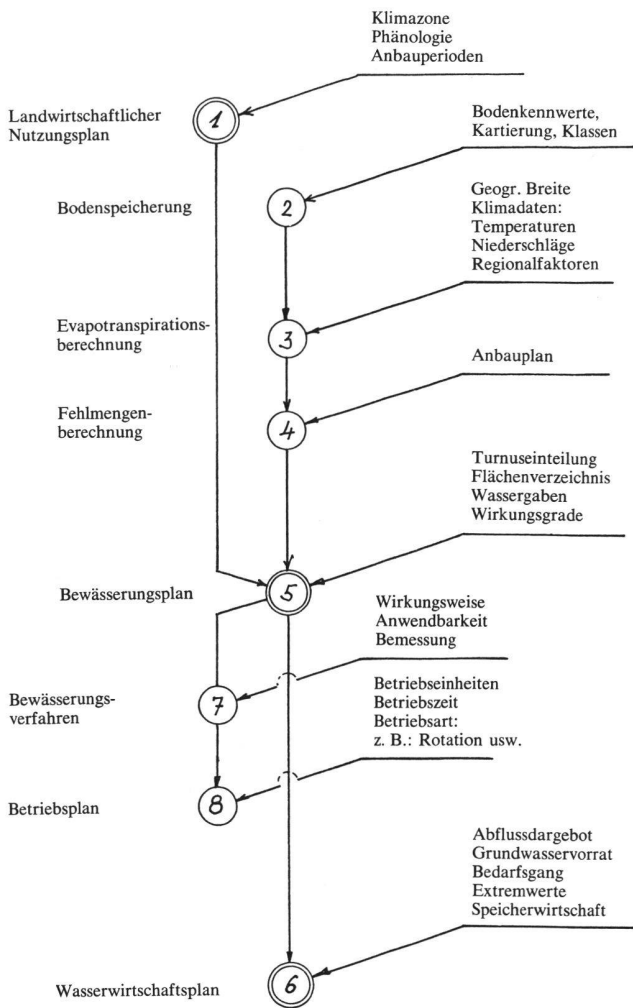 Klimazone
Phänologie
Anbauperioden
Landwirtschaftlicher
Nutzungsplan
1
Bodenkennwerte,
Kartierung, Klassen
Bodenspeicherung
2
Geogr. Breite
Klimadaten:
Temperaturen
Niederschläge
Regionalfaktoren
Evapotranspirations-
berechnung
3
Anbauplan
Fehlmengen-
berechnung
4
Turnuseinteilung
Flächenverzeichnis
Wassergaben
Wirkungsgrade
Bewässerungsplan
5
Wirkungsweise
Anwendbarkeit
Bemessung
Bewässerungs-
verfahren
7
Betriebseinheiten
Betriebszeit
Betriebsart:
z. B.: Rotation usw.
Betriebsplan
8
Abflussdargebot
Grundwasservorrat
Bedarfsgang
Extremwerte
Speicherwirtschaft
Wasserwirtschaftsplan
6